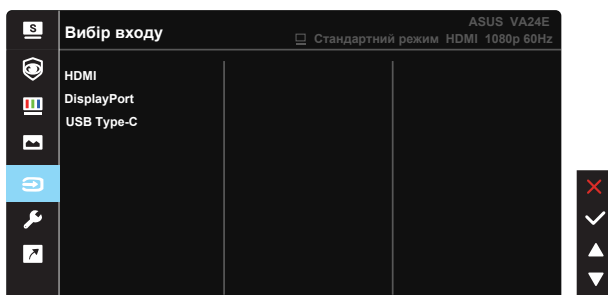 S
Вибір входу
ASUS VA24E
Стандартний режим HDMI 1080p 60Hz
HDMI
DisplayPort
USB Type-C